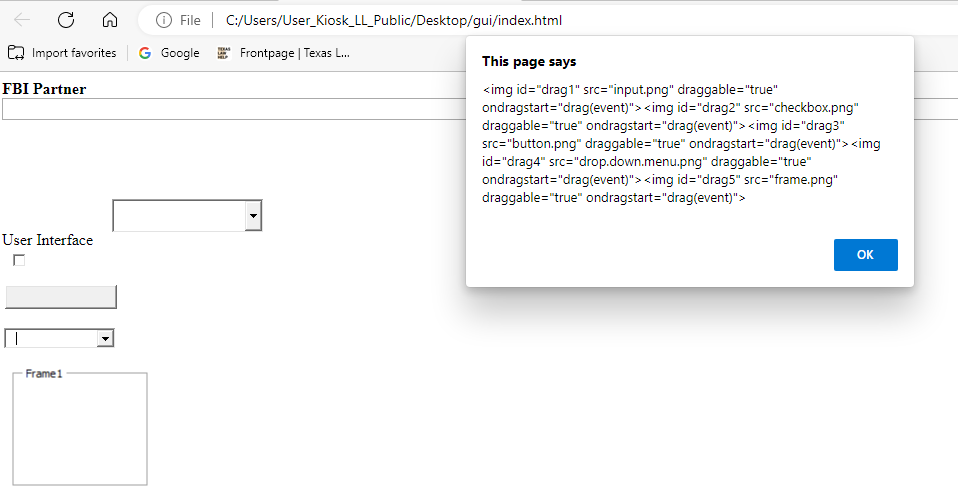 File | C:/Users/User_Kiosk_LL_Public/Desktop/gui/index.html
Import favorites Google TEXAS LAW HELP Frontpage | Texas L...
This page says
<img id="drag1" src="input.png" draggable="true"
ondragstart="drag(event)"><img id="drag2" src="checkbox.png"
draggable="true" ondragstart="drag(event)"><img id="drag3"
src="button.png" draggable="true" ondragstart="drag(event)"><img
id="drag4" src="drop.down.menu.png" draggable="true"
ondragstart="drag(event)"><img id="drag5" src="frame.png"
draggable="true" ondragstart="drag(event)">
OK
FBI Partner
User Interface
Frame1